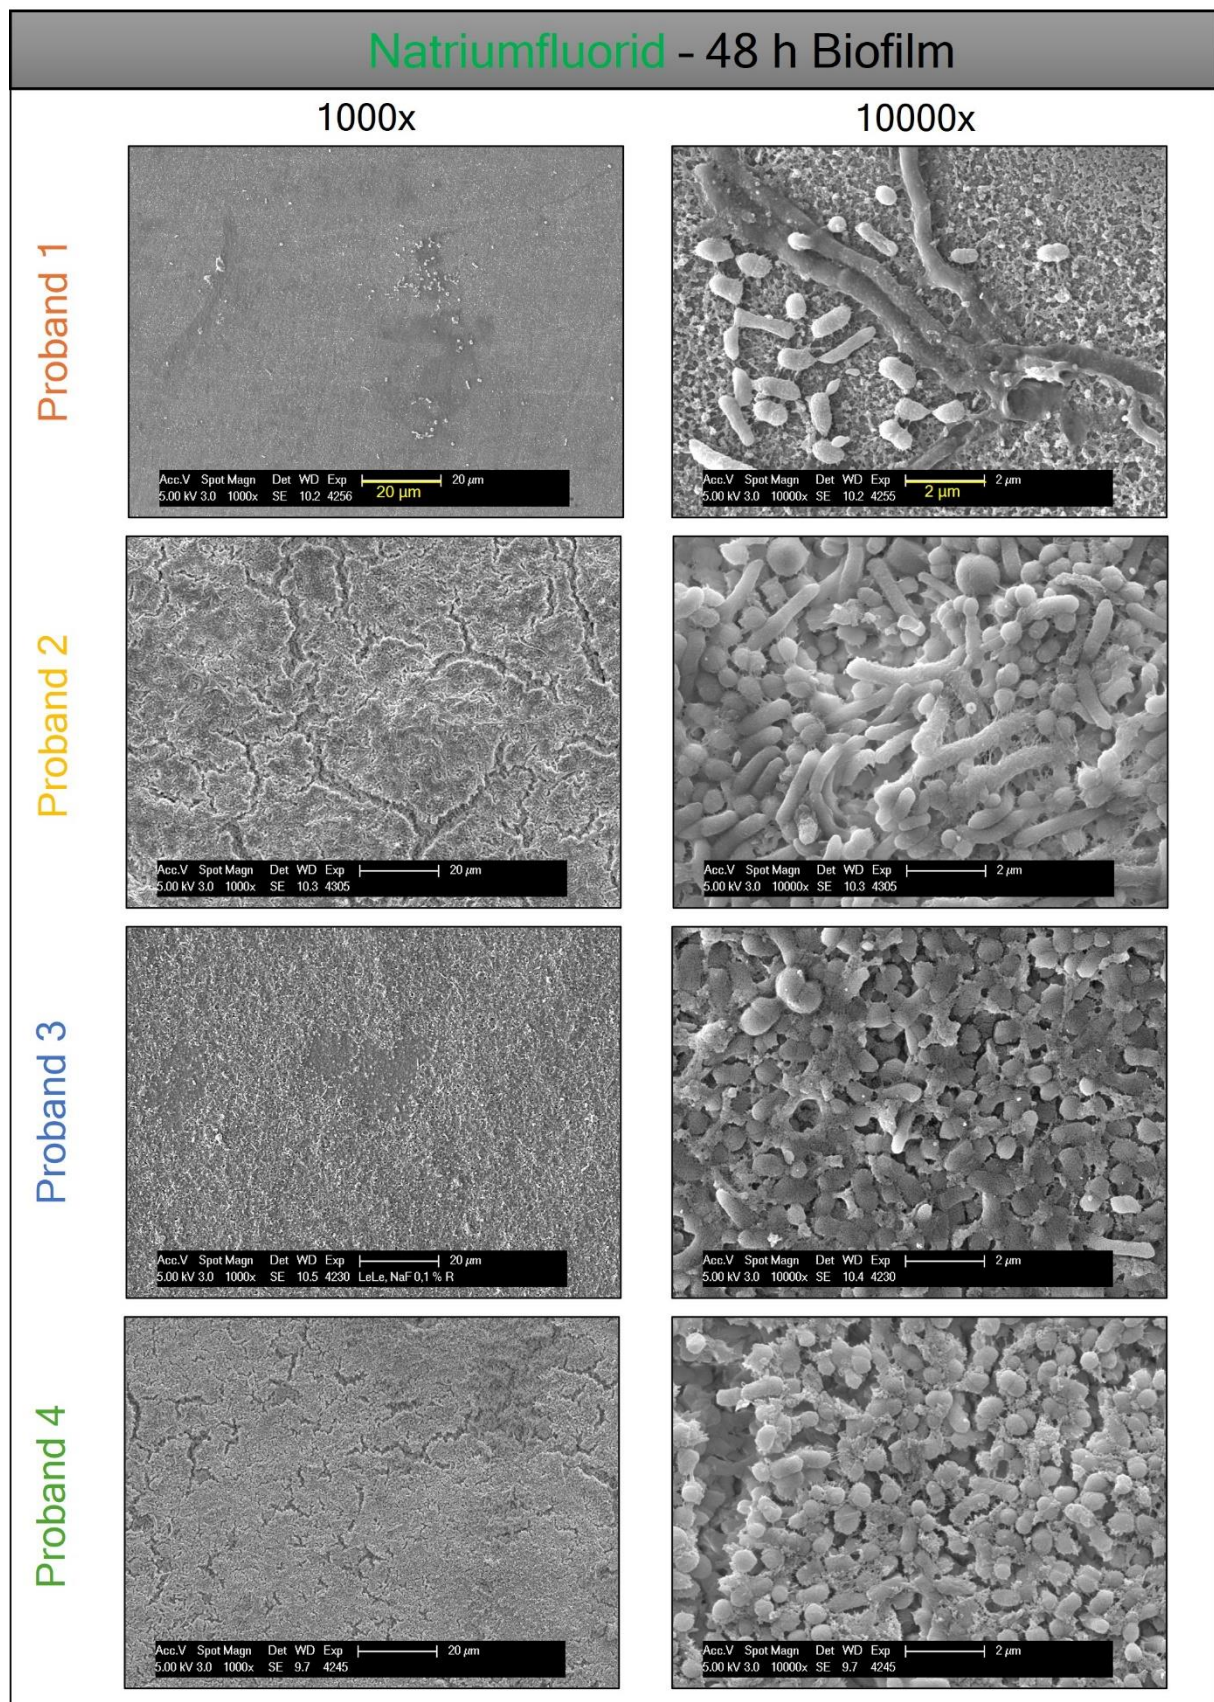 Natriumfluorid - 48 h Biofilm
1000x 10000x
Proband 1
Acc.V Spot Magn Det WD Exp 20 µm
5.00 kV 3.0 1000x SE 10.2 4256 20 µm
Acc.V Spot Magn Det WD Exp 2 µm
5.00 kV 3.0 10000x SE 10.2 4255 2 µm
Proband 2
Acc.V Spot Magn Det WD Exp 20 µm
5.00 kV 3.0 1000x SE 10.3 4305
Acc.V Spot Magn Det WD Exp 2 µm
5.00 kV 3.0 10000x SE 10.3 4305
Proband 3
Acc.V Spot Magn Det WD Exp 20 µm
5.00 kV 3.0 1000x SE 10.5 4230 LeLe, NaF 0,1 % R
Acc.V Spot Magn Det WD Exp 2 µm
5.00 kV 3.0 10000x SE 10.4 4230
Proband 4
Acc.V Spot Magn Det WD Exp 20 µm
5.00 kV 3.0 1000x SE 9.7 4245
Acc.V Spot Magn Det WD Exp 2 µm
5.00 kV 3.0 10000x SE 9.7 4245